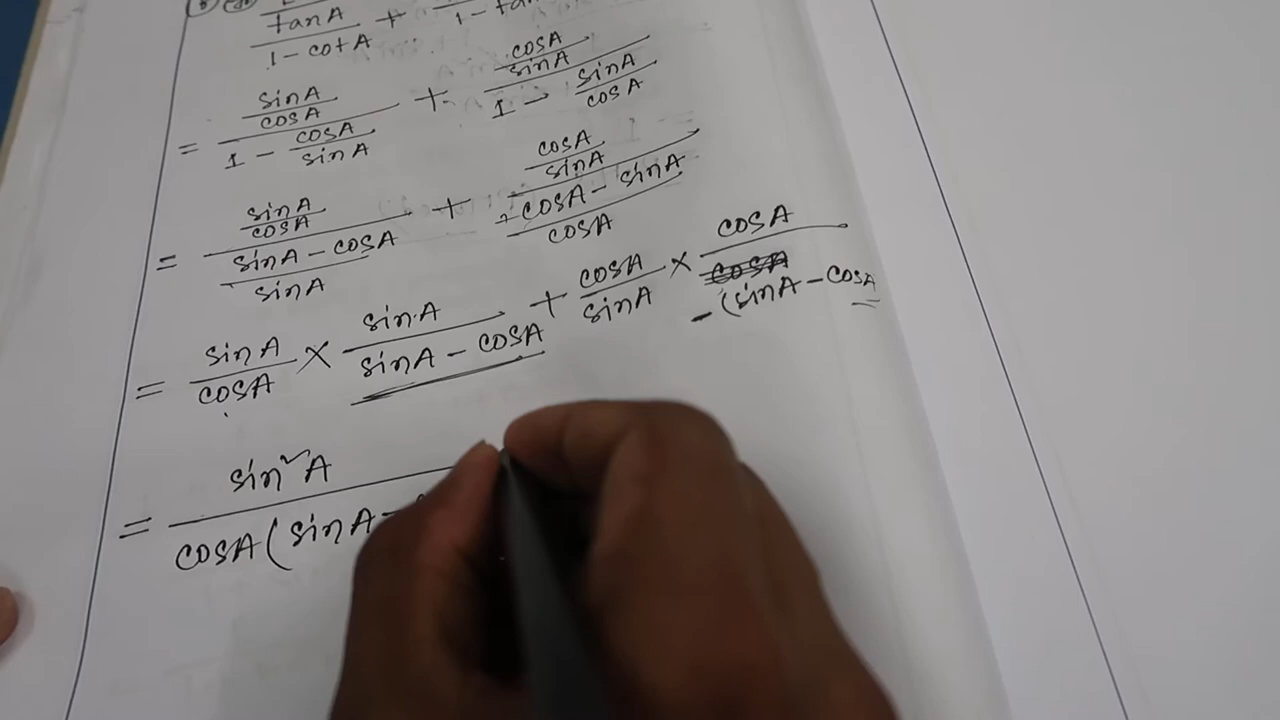 tanA / 1 - cotA + / 1 - tan
= sinA/cosA / 1 - cosA/sinA + cosA/sinA / 1 - sinA/cosA
= sinA/cosA / sinA - cosA/sinA + cosA/sinA / cosA - sinA/cosA
= sinA/cosA × sinA/sinA - cosA + cosA/sinA × cosA/-(sinA - cosA
= sin²A / cosA(sinA -